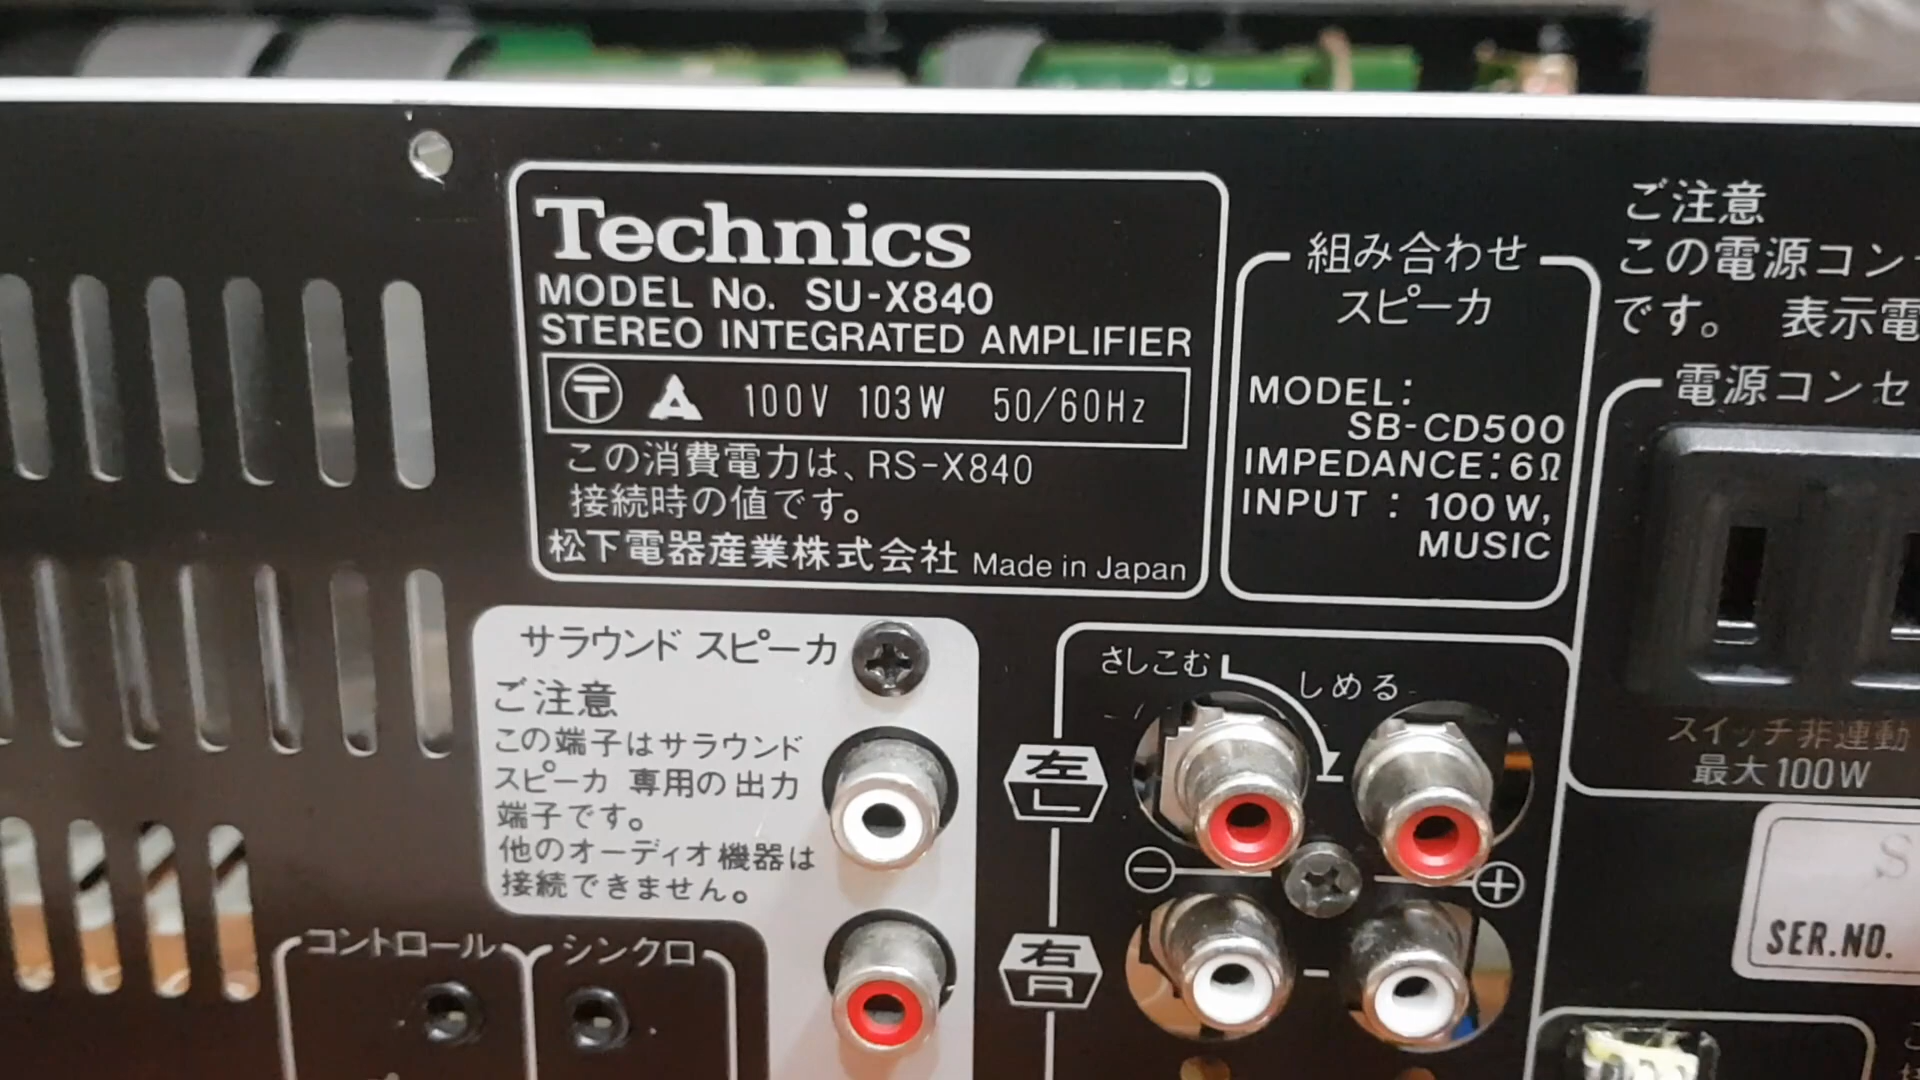 Technics
MODEL No. SU-X840
STEREO INTEGRATED AMPLIFIER
〒 A 100V 103W 50/60Hz
この消費電力は、RS-X840
接続時の値です。
松下電器産業株式会社 Made in Japan
組み合わせ
スピーカ
MODEL:
SB-CD500
IMPEDANCE:6Ω
INPUT : 100W,
MUSIC
ご注意
この電源コン
です。 表示電
電源コンセ
スイッチ非連動
最大100W
サラウンド スピーカ
ご注意
この端子はサラウンド
スピーカ 専用の出力
端子です。
他のオーディオ機器は
接続できません。
さしこむ
しめる
左
L
⊖ ⊕
右
R
コントロール
シンクロ
S
SER.NO.